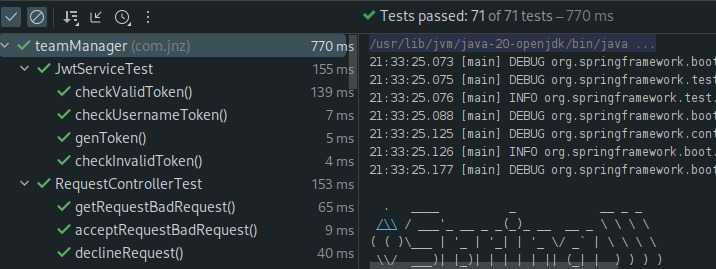 Tests passed: 71 of 71 tests – 770 ms
teamManager (com.jnz) 770 ms
JwtServiceTest 155 ms
checkValidToken() 139 ms
checkUsernameToken() 7 ms
genToken() 5 ms
checkInvalidToken() 4 ms
RequestControllerTest 153 ms
getRequestBadRequest() 65 ms
acceptRequestBadRequest() 9 ms
declineRequest() 40 ms
/usr/lib/jvm/java-20-openjdk/bin/java ...
21:33:25.073 [main] DEBUG org.springframework.boot
21:33:25.075 [main] DEBUG org.springframework.test
21:33:25.076 [main] INFO org.springframework.test.
21:33:25.088 [main] DEBUG org.springframework.boot
21:33:25.125 [main] DEBUG org.springframework.cont
21:33:25.126 [main] INFO org.springframework.boot.
21:33:25.177 [main] DEBUG org.springframework.boot